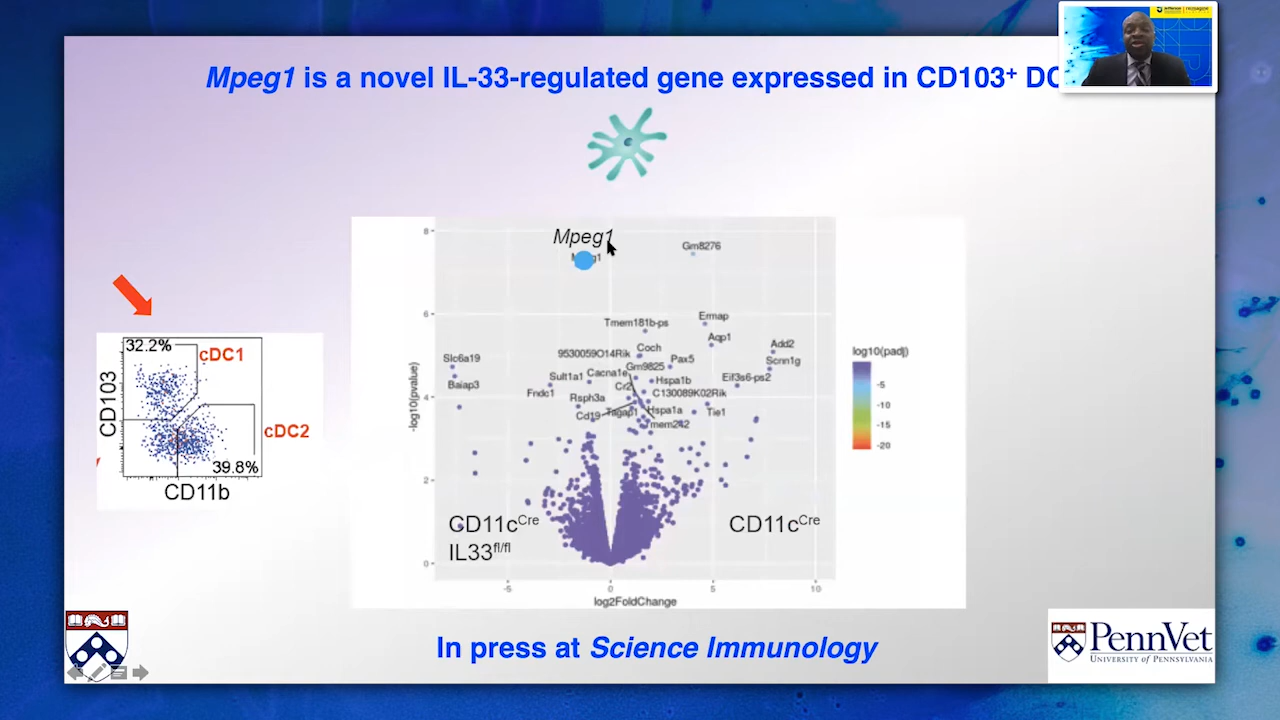 Mpeg1 is a novel IL-33-regulated gene expressed in CD103⁺ DC
Mpeg1
Gm8276
Ermap
Tmem181b-ps
Aqp1
Coch
Add2
9530059O14Rik
Pax5
Scnn1g
Slc6a19
Gm9825
Cacna1e
Sult1a1
Hspa1b
Eif3s6-ps2
Baiap3
Cr2
C130089K02Rik
Fndc1
Rsph3a
Hspa1a
Tie1
Cd19
Tagap1
Tmem242
8
6
4
2
0
-log10(pvalue)
-5
0
5
10
log2FoldChange
log10(padj)
-5
-10
-15
-20
CD11cᶜʳᵉ
IL33ᶠˡ/ᶠˡ
CD11cᶜʳᵉ
32.2%
cDC1
CD103
cDC2
39.8%
CD11b
In press at Science Immunology
PennVet
University of Pennsylvania